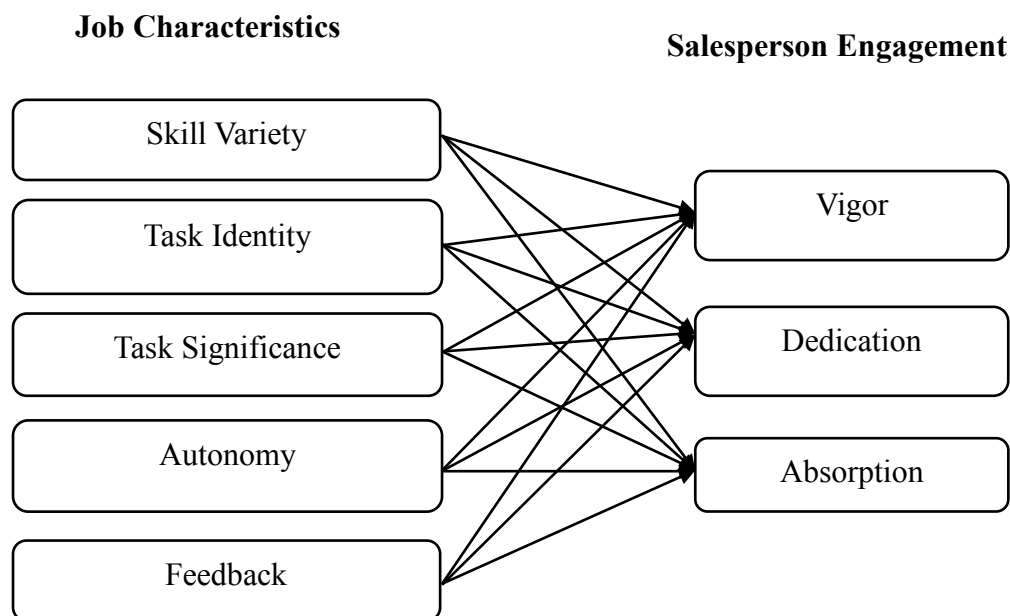 Job Characteristics
Salesperson Engagement
Skill Variety
Task Identity
Task Significance
Autonomy
Feedback
Vigor
Dedication
Absorption